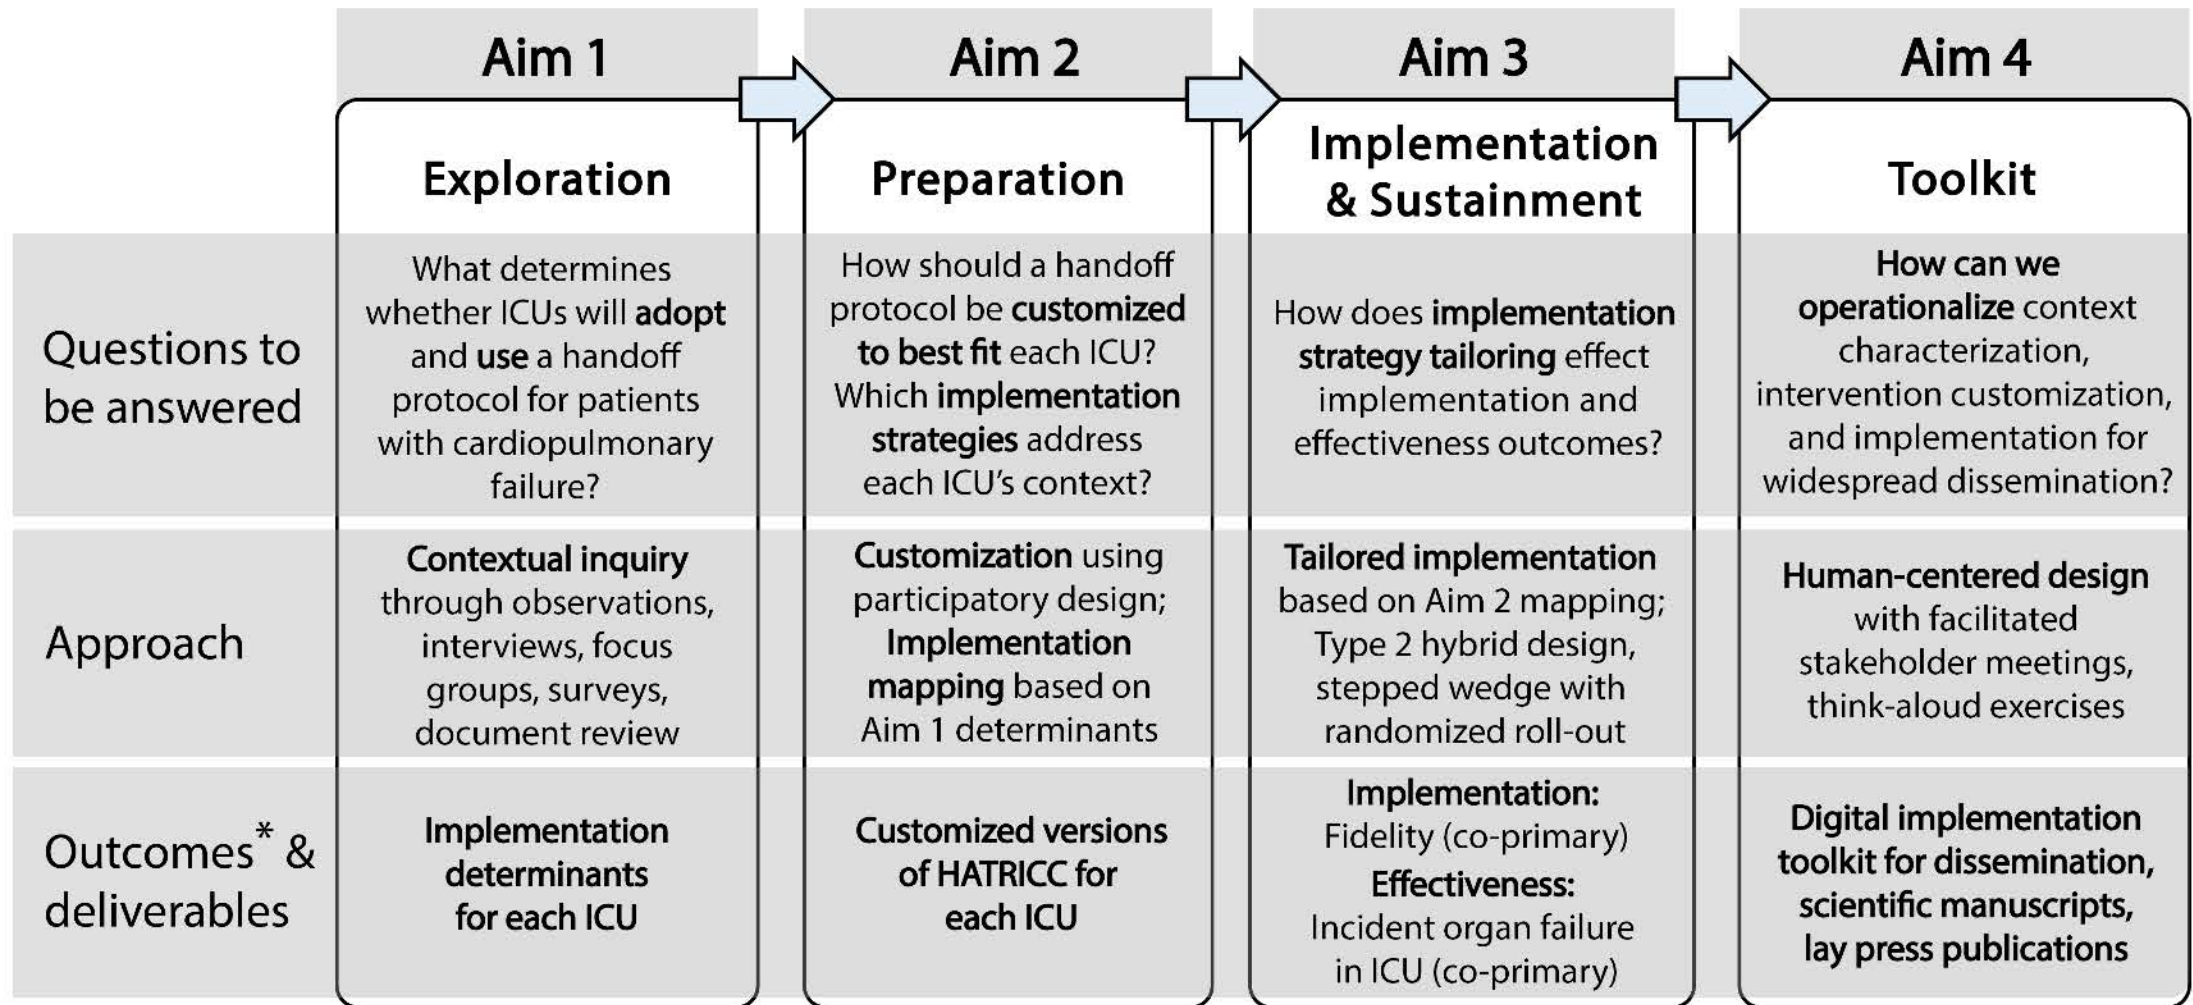 Aim 1
Aim 2
Aim 3
Aim 4
Exploration
Preparation
Implementation
& Sustainment
Toolkit
Questions to
be answered
What determines
whether ICUs will adopt
and use a handoff
protocol for patients
with cardiopulmonary
failure?
How should a handoff
protocol be customized
to best fit each ICU?
Which implementation
strategies address
each ICU's context?
How does implementation
strategy tailoring effect
implementation and
effectiveness outcomes?
How can we
operationalize context
characterization,
intervention customization,
and implementation for
widespread dissemination?
Approach
Contextual inquiry
through observations,
interviews, focus
groups, surveys,
document review
Customization using
participatory design;
Implementation
mapping based on
Aim 1 determinants
Tailored implementation
based on Aim 2 mapping;
Type 2 hybrid design,
stepped wedge with
randomized roll-out
Human-centered design
with facilitated
stakeholder meetings,
think-aloud exercises
Outcomes* &
deliverables
Implementation
determinants
for each ICU
Customized versions
of HATRICC for
each ICU
Implementation:
Fidelity (co-primary)
Effectiveness:
Incident organ failure
in ICU (co-primary)
Digital implementation
toolkit for dissemination,
scientific manuscripts,
lay press publications